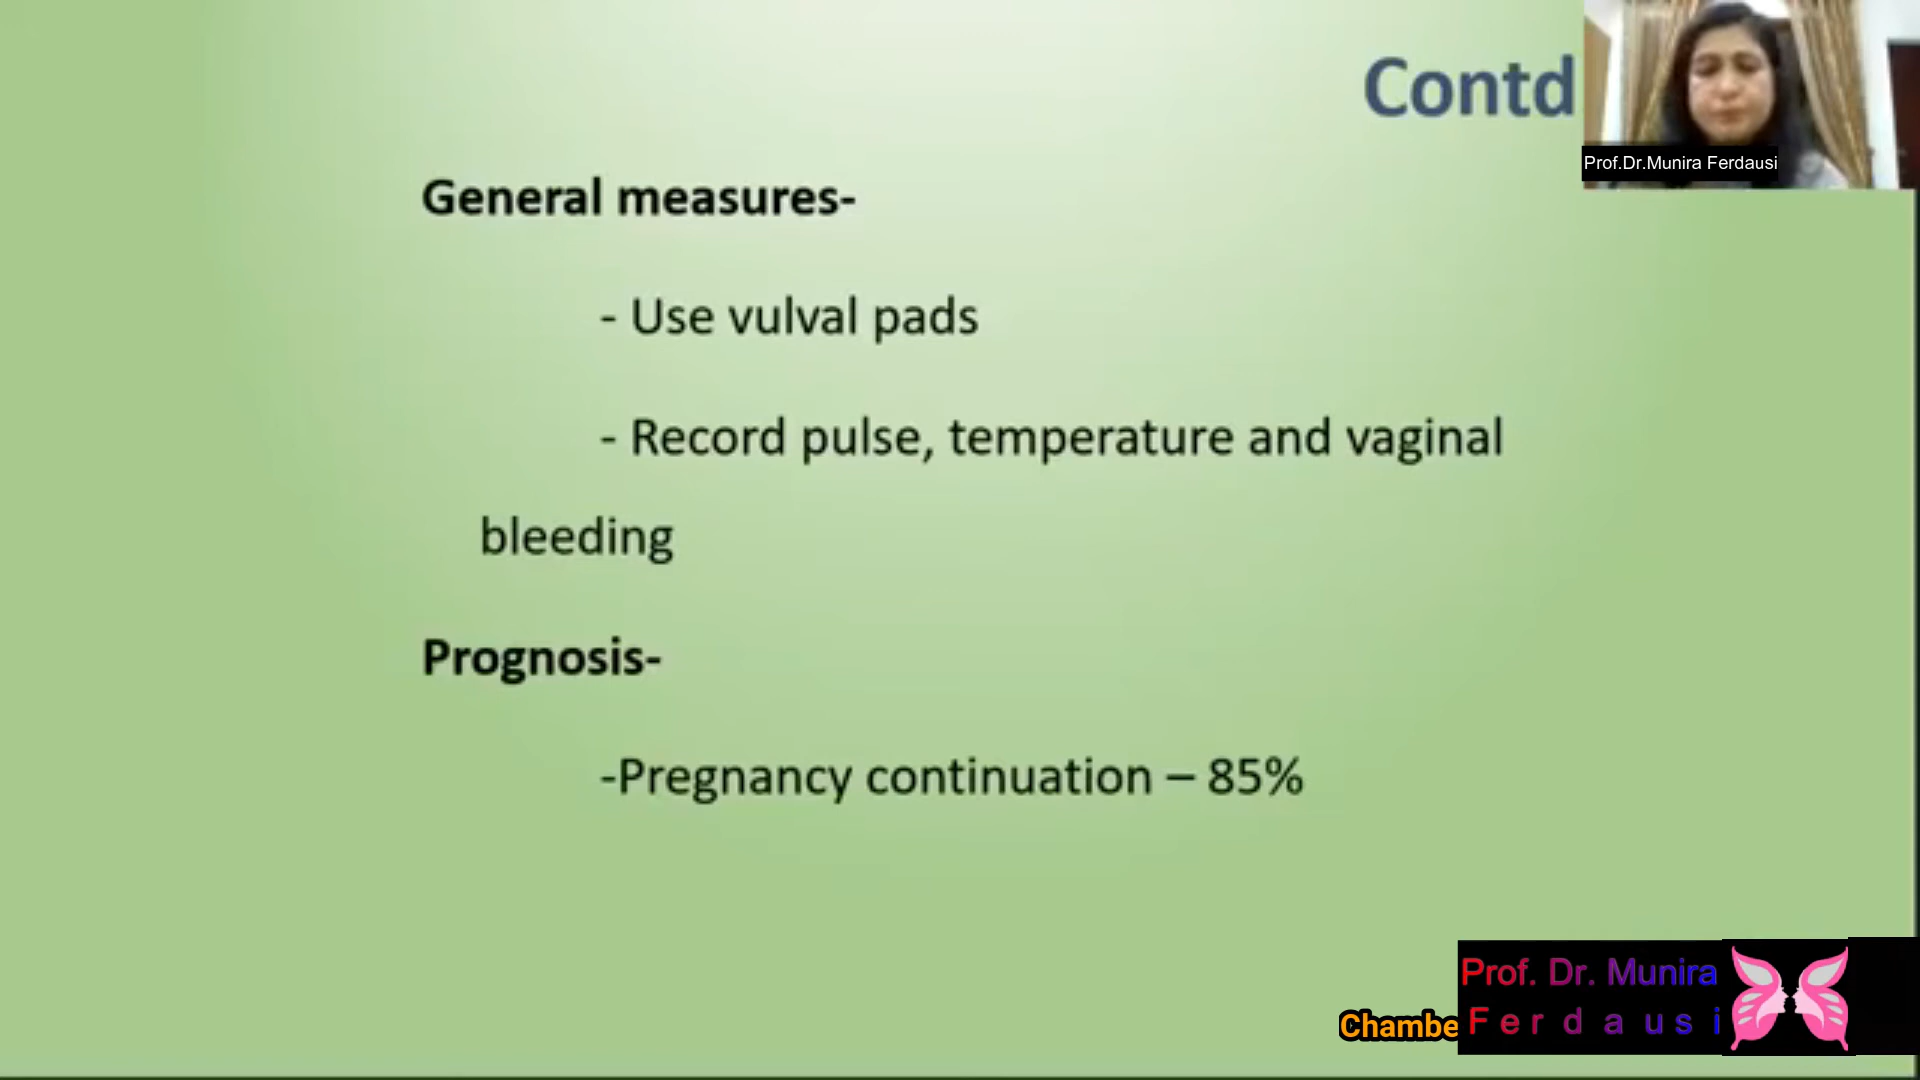 Contd
Prof.Dr.Munira Ferdausi
General measures-
- Use vulval pads
- Record pulse, temperature and vaginal
bleeding
Prognosis-
-Pregnancy continuation – 85%
Prof. Dr. Munira
Ferdausi
Chambe